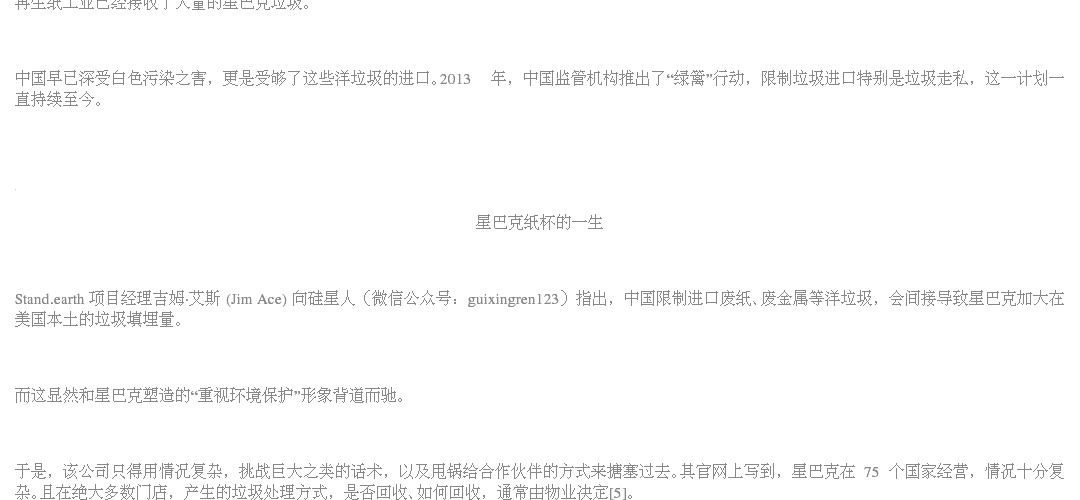 再生纸工业已经接收了大量的星巴克垃圾。
中国早已深受白色污染之害，更是受够了这些洋垃圾的进口。2013 年，中国监管机构推出了“绿篱”行动，限制垃圾进口特别是垃圾走私，这一计划一
直持续至今。
星巴克纸杯的一生
Stand.earth 项目经理吉姆·艾斯 (Jim Ace) 向硅星人（微信公众号：guixingren123）指出，中国限制进口废纸、废金属等洋垃圾，会间接导致星巴克加大在
美国本土的垃圾填埋量。
而这显然和星巴克塑造的“重视环境保护”形象背道而驰。
于是，该公司只得用情况复杂，挑战巨大之类的话术，以及甩锅给合作伙伴的方式来搪塞过去。其官网上写到，星巴克在 75 个国家经营，情况十分复
杂。且在绝大多数门店，产生的垃圾处理方式，是否回收、如何回收，通常由物业决定[5]。